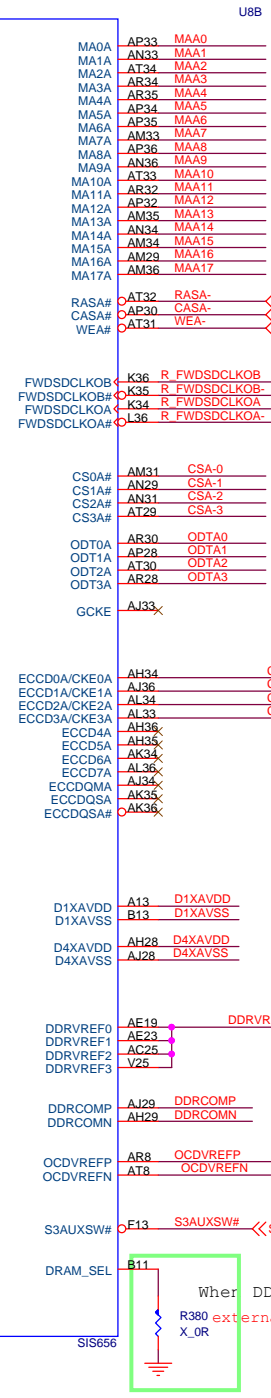 U8B
MA0A AP33 MAA0
MA1A AN33 MAA1
MA2A AT34 MAA2
MA3A AR34 MAA3
MA4A AR35 MAA4
MA5A AP34 MAA5
MA6A AP35 MAA6
MA7A AM33 MAA7
MA8A AP36 MAA8
MA9A AN36 MAA9
MA10A AT33 MAA10
MA11A AR32 MAA11
MA12A AP32 MAA12
MA13A AM35 MAA13
MA14A AN34 MAA14
MA15A AM34 MAA15
MA16A AM29 MAA16
MA17A AM36 MAA17
RASA# AT32 RASA-
CASA# AP30 CASA-
WEA# AT31 WEA-
FWDSDCLKOB K36 R_FWDSDCLKOB
FWDSDCLKOB# K35 R_FWDSDCLKOB-
FWDSDCLKOA K34 R_FWDSDCLKOA
FWDSDCLKOA# L36 R_FWDSDCLKOA-
CS0A# AM31 CSA-0
CS1A# AN29 CSA-1
CS2A# AN31 CSA-2
CS3A# AT29 CSA-3
ODT0A AR30 ODTA0
ODT1A AP28 ODTA1
ODT2A AT30 ODTA2
ODT3A AR28 ODTA3
GCKE AJ33
ECCD0A/CKE0A AH34
ECCD1A/CKE1A AJ36
ECCD2A/CKE2A AL34
ECCD3A/CKE3A AL33
ECCD4A AH36
ECCD5A AH35
ECCD6A AK34
ECCD7A AL36
ECCDQMA AJ34
ECCDQSA AK35
ECCDQSA# AK36
D1XAVDD A13 D1XAVDD
D1XAVSS B13 D1XAVSS
D4XAVDD AH28 D4XAVDD
D4XAVSS AJ28 D4XAVSS
DDRVREF0 AE19 DDRVR
DDRVREF1 AE23
DDRVREF2 AC25
DDRVREF3 V25
DDRCOMP AJ29 DDRCOMP
DDRCOMN AH29 DDRCOMN
OCDVREFP AR8 OCDVREFP
OCDVREFN AT8 OCDVREFN
S3AUXSW# F13 S3AUXSW#
DRAM_SEL B11
When DD
R380 externa
X_0R
SIS656